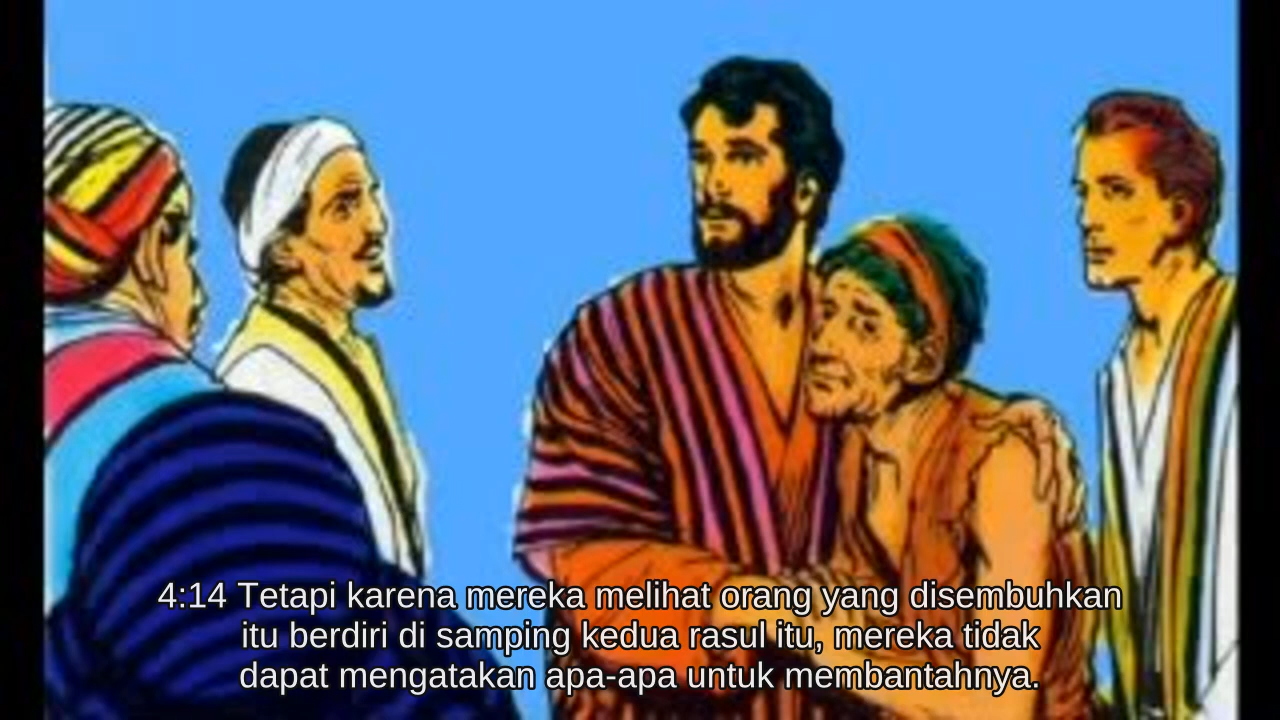 4:14 Tetapi karena mereka melihat orang yang disembuhkan
itu berdiri di samping kedua rasul itu, mereka tidak
dapat mengatakan apa-apa untuk membantahnya.